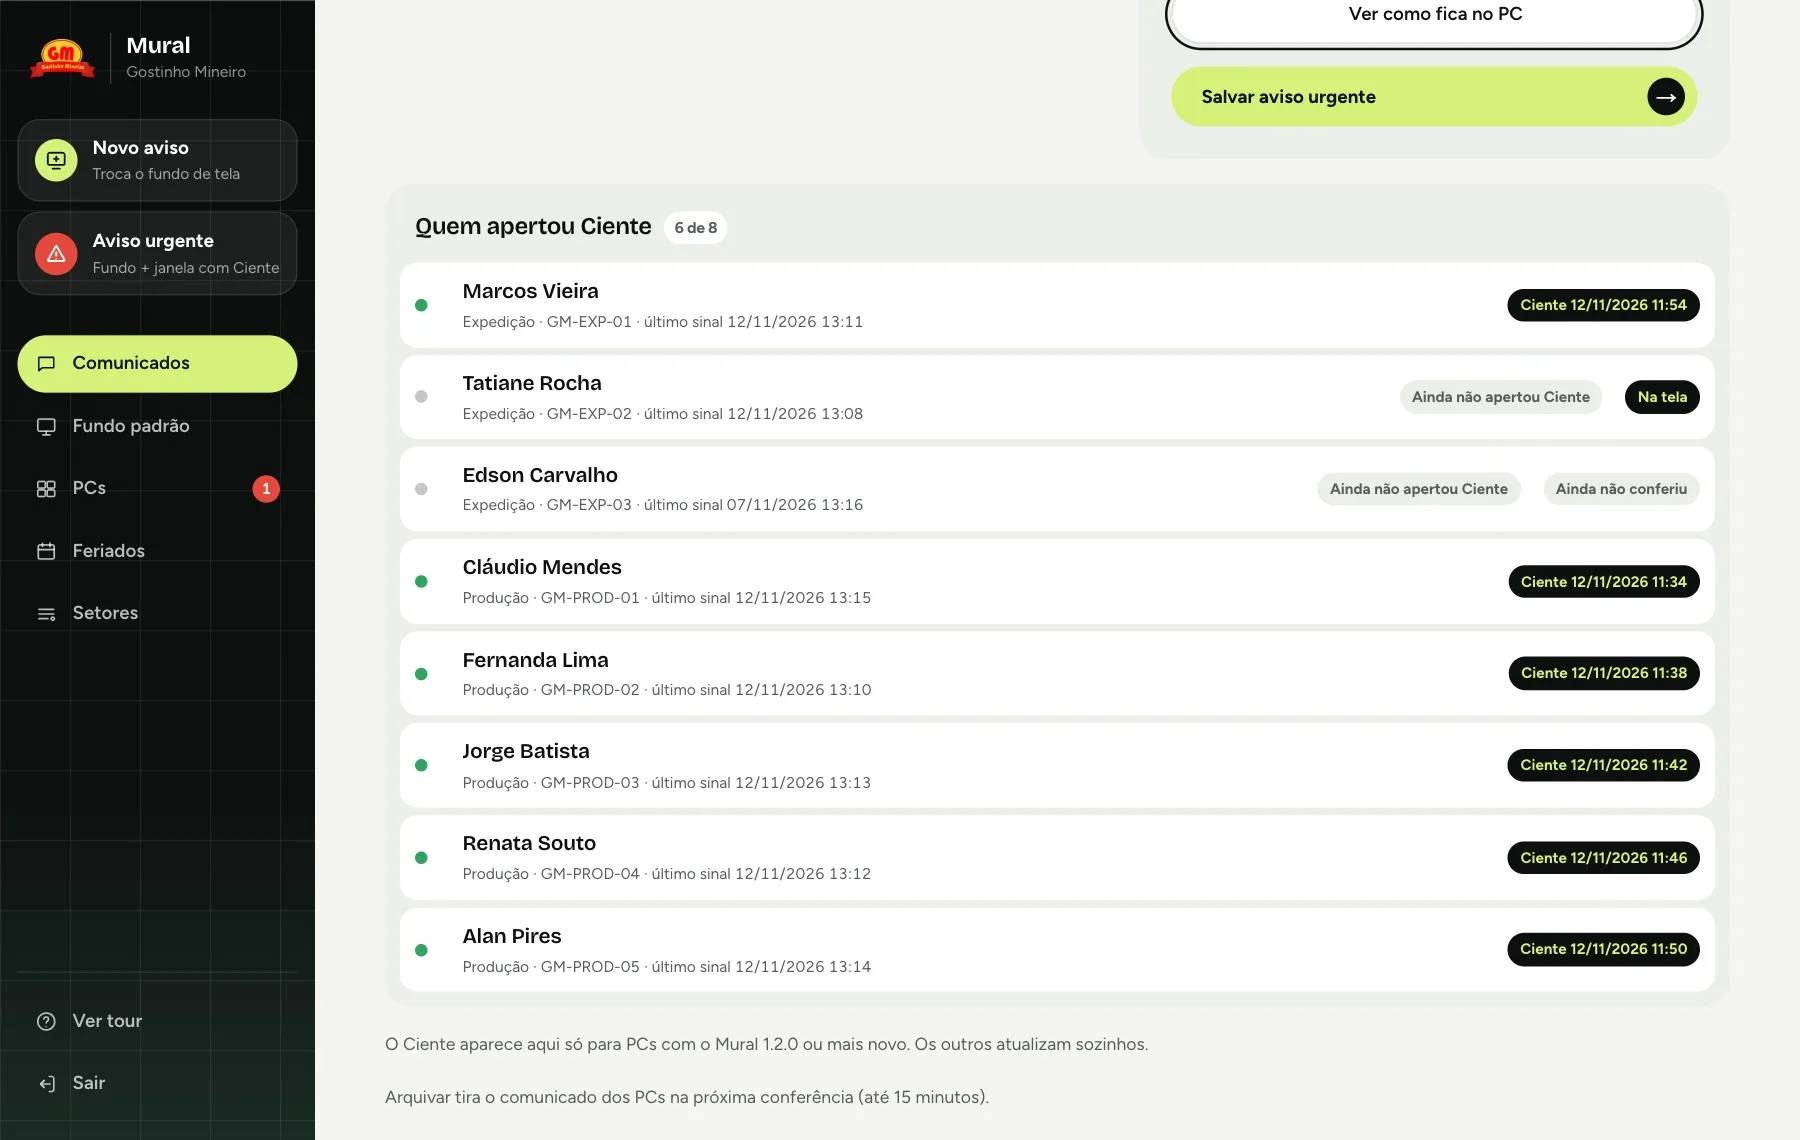 GM
Gostinho Mineiro
Mural
Gostinho Mineiro
Novo aviso
Troca o fundo de tela
Aviso urgente
Fundo + janela com Ciente
Comunicados
Fundo padrão
PCs
1
Feriados
Setores
Ver tour
Sair
Ver como fica no PC
Salvar aviso urgente
Quem apertou Ciente
6 de 8
Marcos Vieira
Expedição · GM-EXP-01 · último sinal 12/11/2026 13:11
Ciente 12/11/2026 11:54
Tatiane Rocha
Expedição · GM-EXP-02 · último sinal 12/11/2026 13:08
Ainda não apertou Ciente
Na tela
Edson Carvalho
Expedição · GM-EXP-03 · último sinal 07/11/2026 13:16
Ainda não apertou Ciente
Ainda não conferiu
Cláudio Mendes
Produção · GM-PROD-01 · último sinal 12/11/2026 13:15
Ciente 12/11/2026 11:34
Fernanda Lima
Produção · GM-PROD-02 · último sinal 12/11/2026 13:10
Ciente 12/11/2026 11:38
Jorge Batista
Produção · GM-PROD-03 · último sinal 12/11/2026 13:13
Ciente 12/11/2026 11:42
Renata Souto
Produção · GM-PROD-04 · último sinal 12/11/2026 13:12
Ciente 12/11/2026 11:46
Alan Pires
Produção · GM-PROD-05 · último sinal 12/11/2026 13:14
Ciente 12/11/2026 11:50
O Ciente aparece aqui só para PCs com o Mural 1.2.0 ou mais novo. Os outros atualizam sozinhos.
Arquivar tira o comunicado dos PCs na próxima conferência (até 15 minutos).